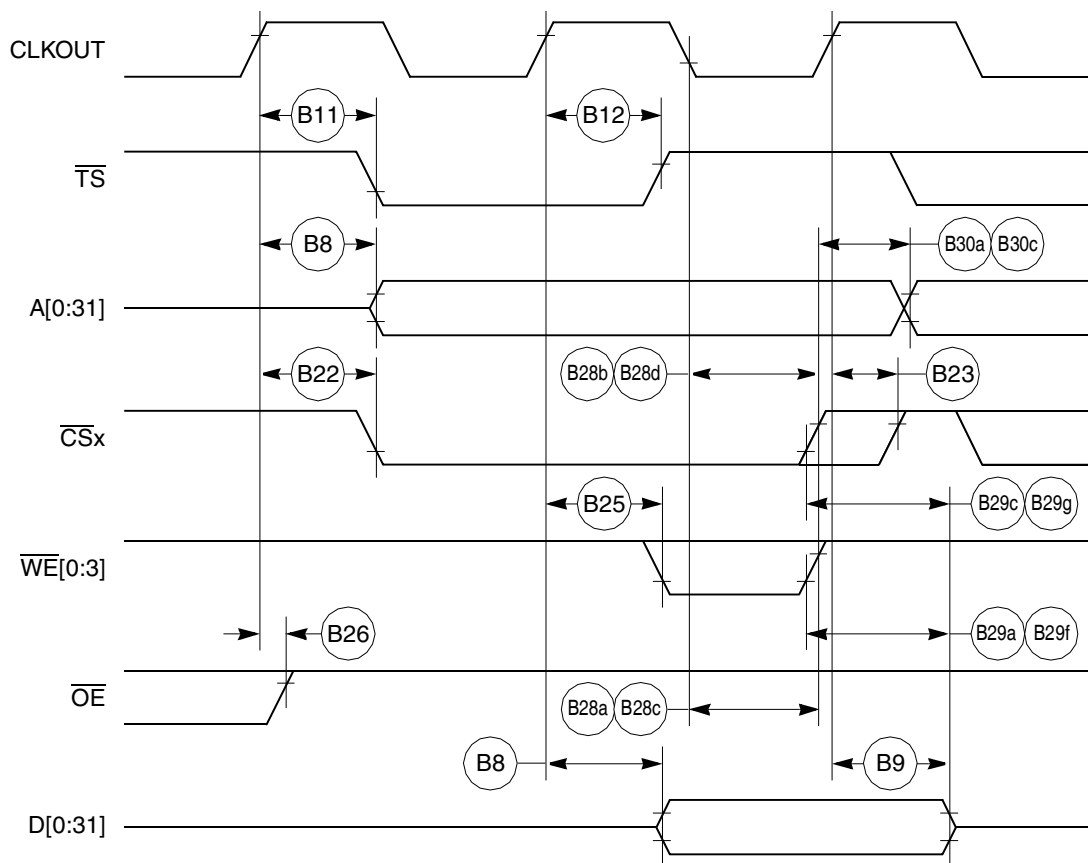 CLKOUT
B11
B12
TS
B8
B30a B30c
A[0:31]
B22
B28b B28d
B23
CSx
B25
B29c B29g
WE[0:3]
B26
B29a B29f
OE
B28a B28c
B8
B9
D[0:31]